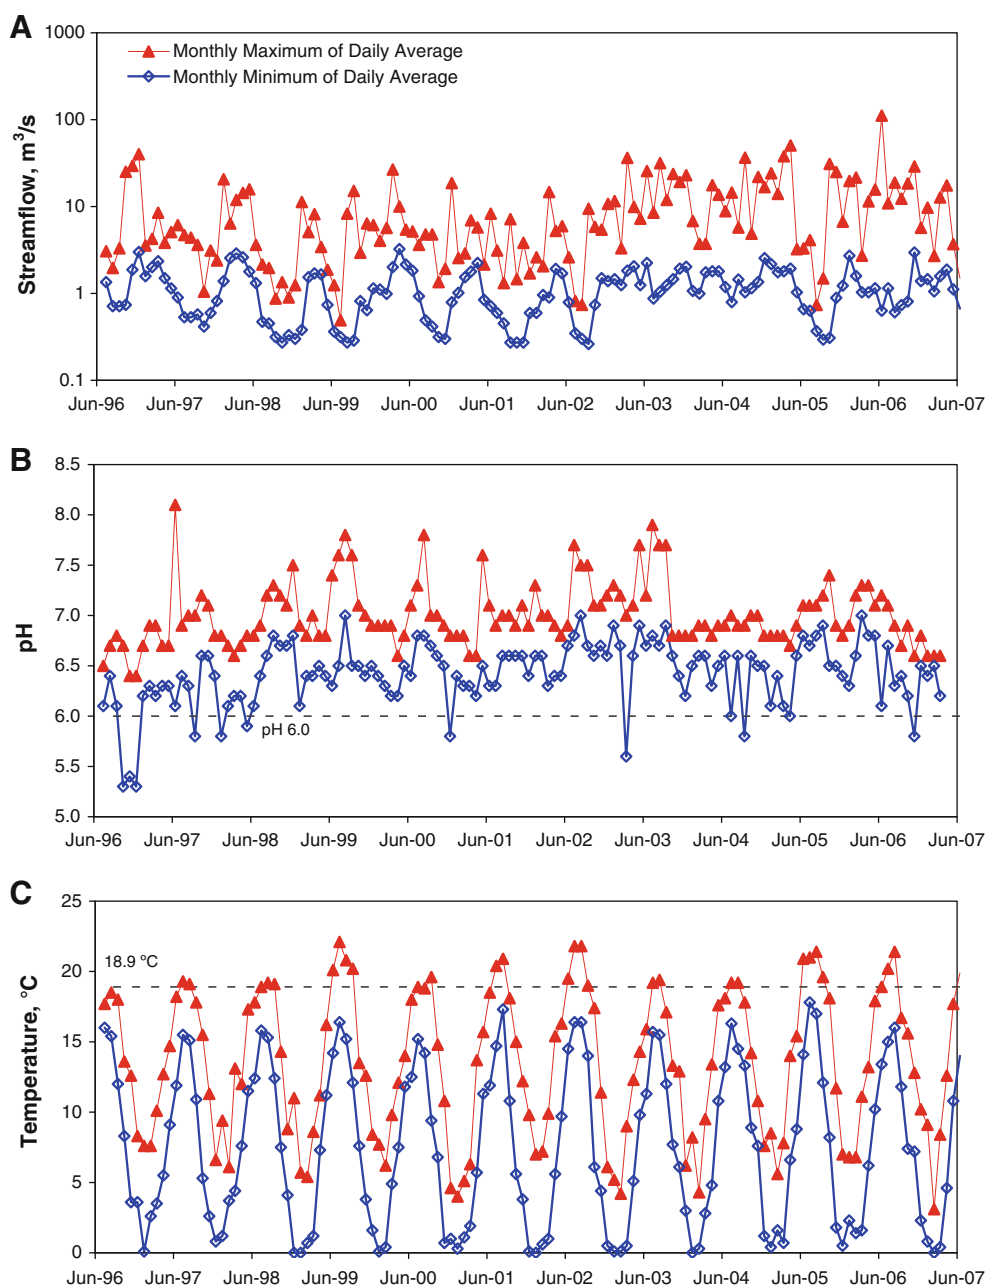 A
1000
Monthly Maximum of Daily Average
Monthly Minimum of Daily Average
100
10
1
0.1
Streamflow, m³/s
Jun-96 Jun-97 Jun-98 Jun-99 Jun-00 Jun-01 Jun-02 Jun-03 Jun-04 Jun-05 Jun-06 Jun-07
B
8.5
8.0
7.5
7.0
6.5
6.0
5.5
5.0
pH
pH 6.0
Jun-96 Jun-97 Jun-98 Jun-99 Jun-00 Jun-01 Jun-02 Jun-03 Jun-04 Jun-05 Jun-06 Jun-07
C
25
20
15
10
5
0
Temperature, °C
18.9 °C
Jun-96 Jun-97 Jun-98 Jun-99 Jun-00 Jun-01 Jun-02 Jun-03 Jun-04 Jun-05 Jun-06 Jun-07